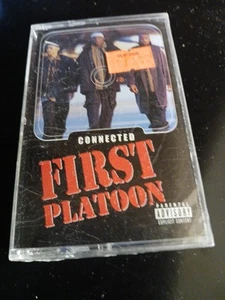 CONNECTED
FIRST
PLATOON
PARENTAL
ADVISORY
EXPLICIT CONTENT